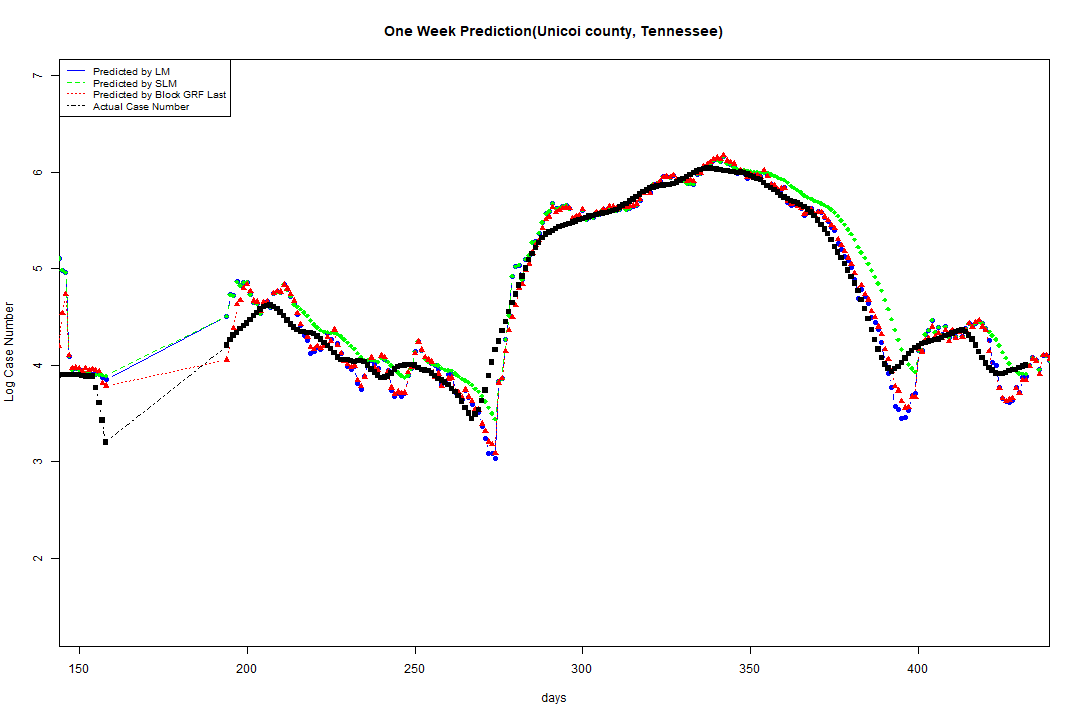 One Week Prediction(Unicoi county, Tennessee)
Predicted by LM
Predicted by SLM
Predicted by Block GRF Last
Actual Case Number
7
6
5
4
3
2
Log Case Number
150 200 250 300 350 400
days